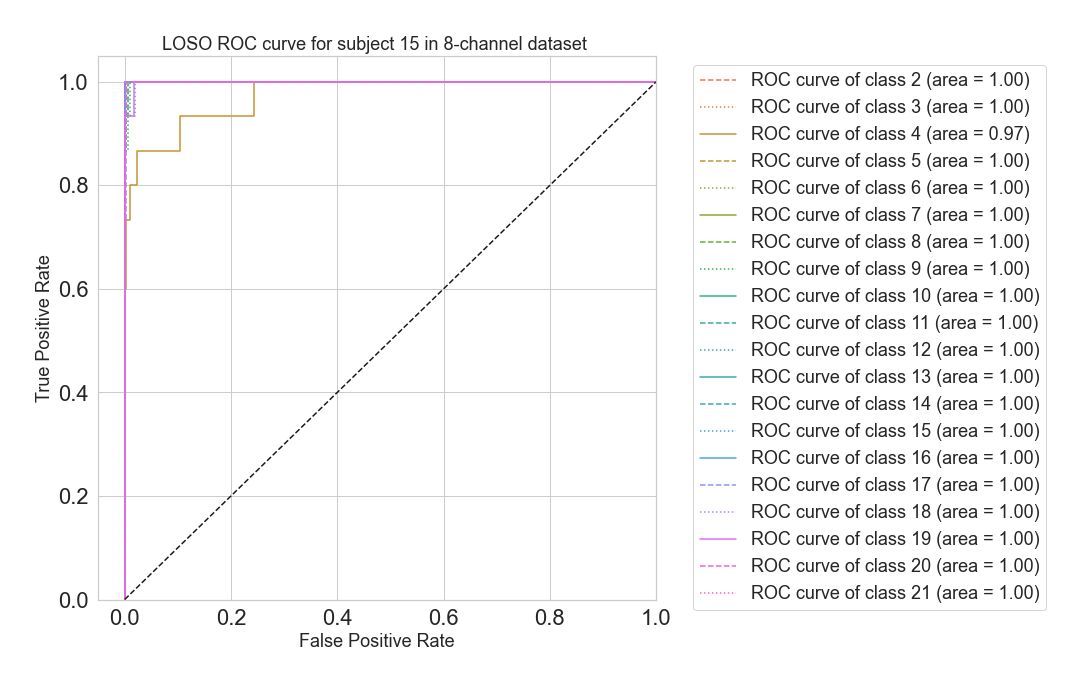 LOSO ROC curve for subject 15 in 8-channel dataset
1.0
0.8
0.6
0.4
0.2
0.0
True Positive Rate
0.0 0.2 0.4 0.6 0.8 1.0
False Positive Rate
ROC curve of class 2 (area = 1.00)
ROC curve of class 3 (area = 1.00)
ROC curve of class 4 (area = 0.97)
ROC curve of class 5 (area = 1.00)
ROC curve of class 6 (area = 1.00)
ROC curve of class 7 (area = 1.00)
ROC curve of class 8 (area = 1.00)
ROC curve of class 9 (area = 1.00)
ROC curve of class 10 (area = 1.00)
ROC curve of class 11 (area = 1.00)
ROC curve of class 12 (area = 1.00)
ROC curve of class 13 (area = 1.00)
ROC curve of class 14 (area = 1.00)
ROC curve of class 15 (area = 1.00)
ROC curve of class 16 (area = 1.00)
ROC curve of class 17 (area = 1.00)
ROC curve of class 18 (area = 1.00)
ROC curve of class 19 (area = 1.00)
ROC curve of class 20 (area = 1.00)
ROC curve of class 21 (area = 1.00)